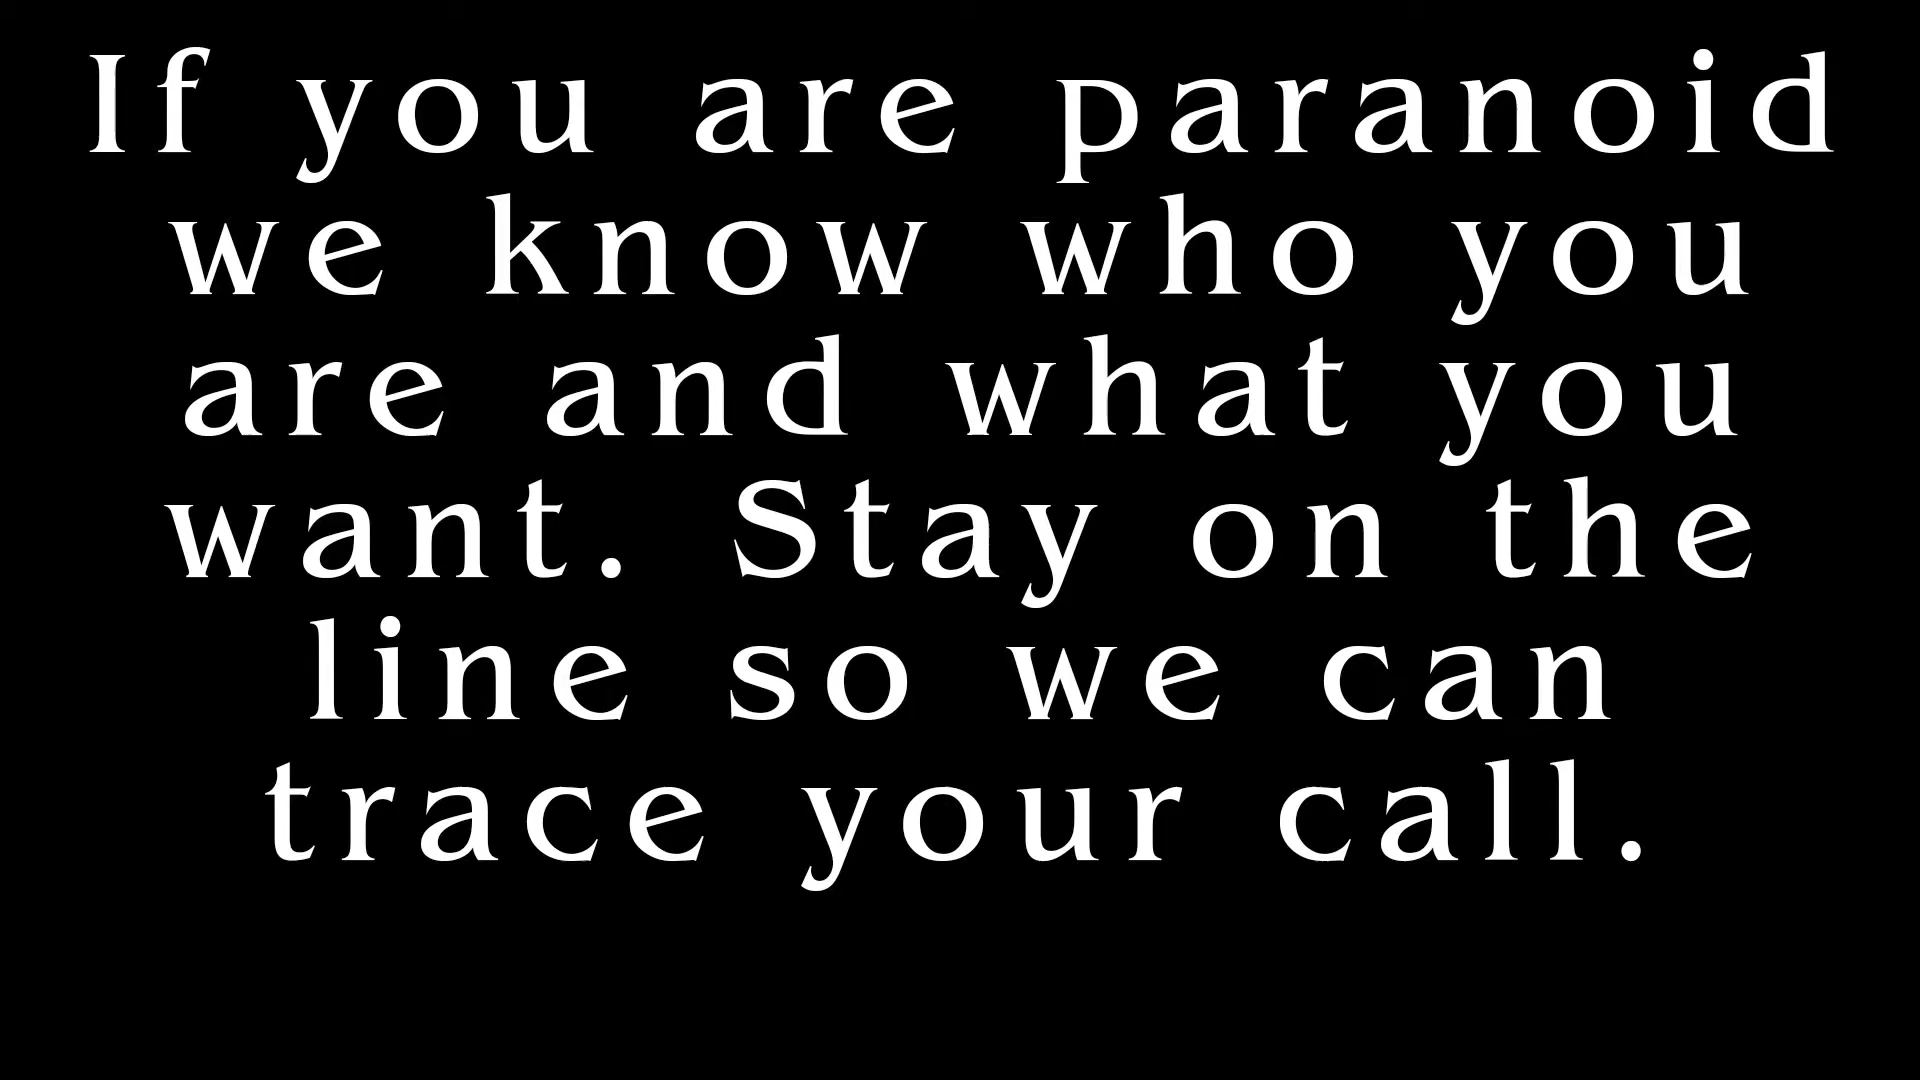 If you are paranoid
we know who you
are and what you
want. Stay on the
line so we can
trace your call.